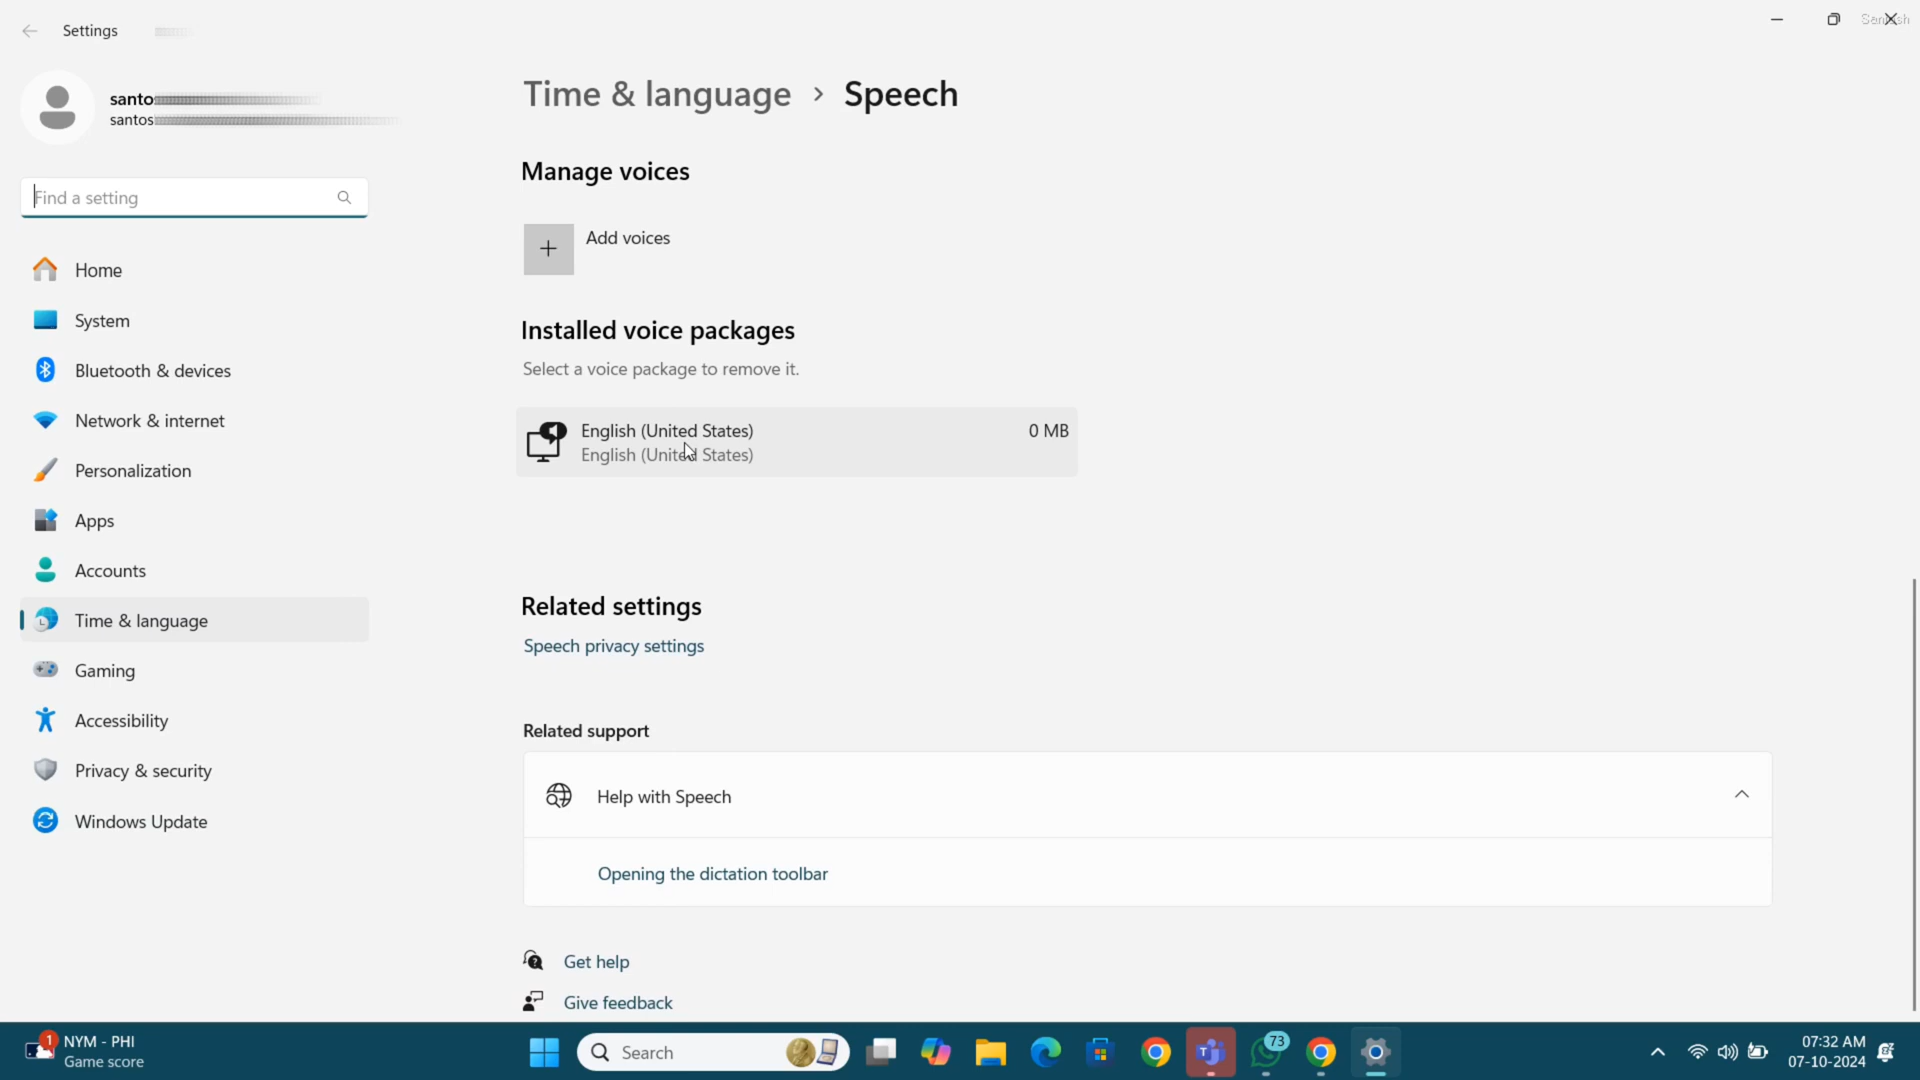 Settings
Santosh
santo
santos
Find a setting
Home
System
Bluetooth & devices
Network & internet
Personalization
Apps
Accounts
Time & language
Gaming
Accessibility
Privacy & security
Windows Update
Time & language > Speech
Manage voices
Add voices
Installed voice packages
Select a voice package to remove it.
English (United States) 0 MB
English (United States)
Related settings
Speech privacy settings
Related support
Help with Speech
Opening the dictation toolbar
Get help
Give feedback
1
NYM - PHI
Game score
Search
73
07:32 AM
07-10-2024